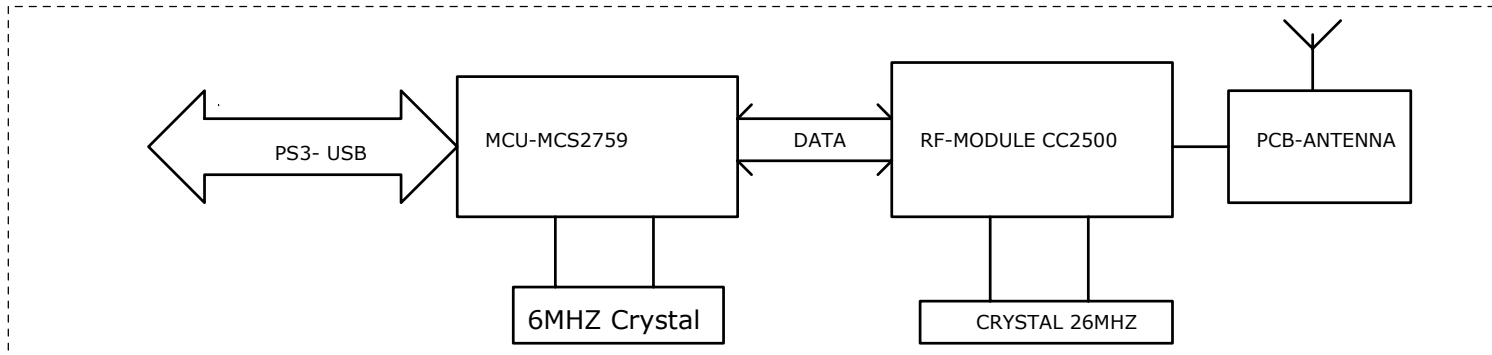 PS3- USB
MCU-MCS2759
DATA
RF-MODULE CC2500
PCB-ANTENNA
6MHZ Crystal
CRYSTAL 26MHZ